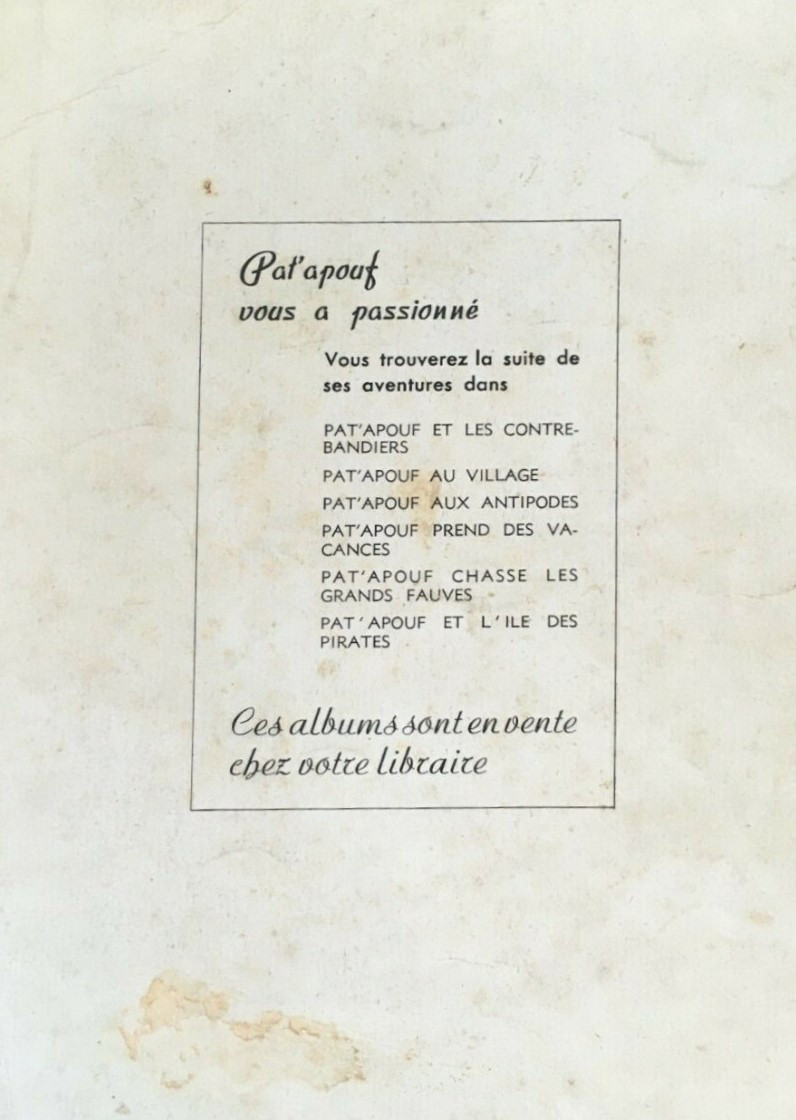 Pat'apouf
vous a passionné
Vous trouverez la suite de
ses aventures dans
PAT'APOUF ET LES CONTRE-
BANDIERS
PAT'APOUF AU VILLAGE
PAT'APOUF AUX ANTIPODES
PAT'APOUF PREND DES VA-
CANCES
PAT'APOUF CHASSE LES
GRANDS FAUVES
PAT'APOUF ET L'ILE DES
PIRATES
Ces albums sont en vente
chez votre libraire